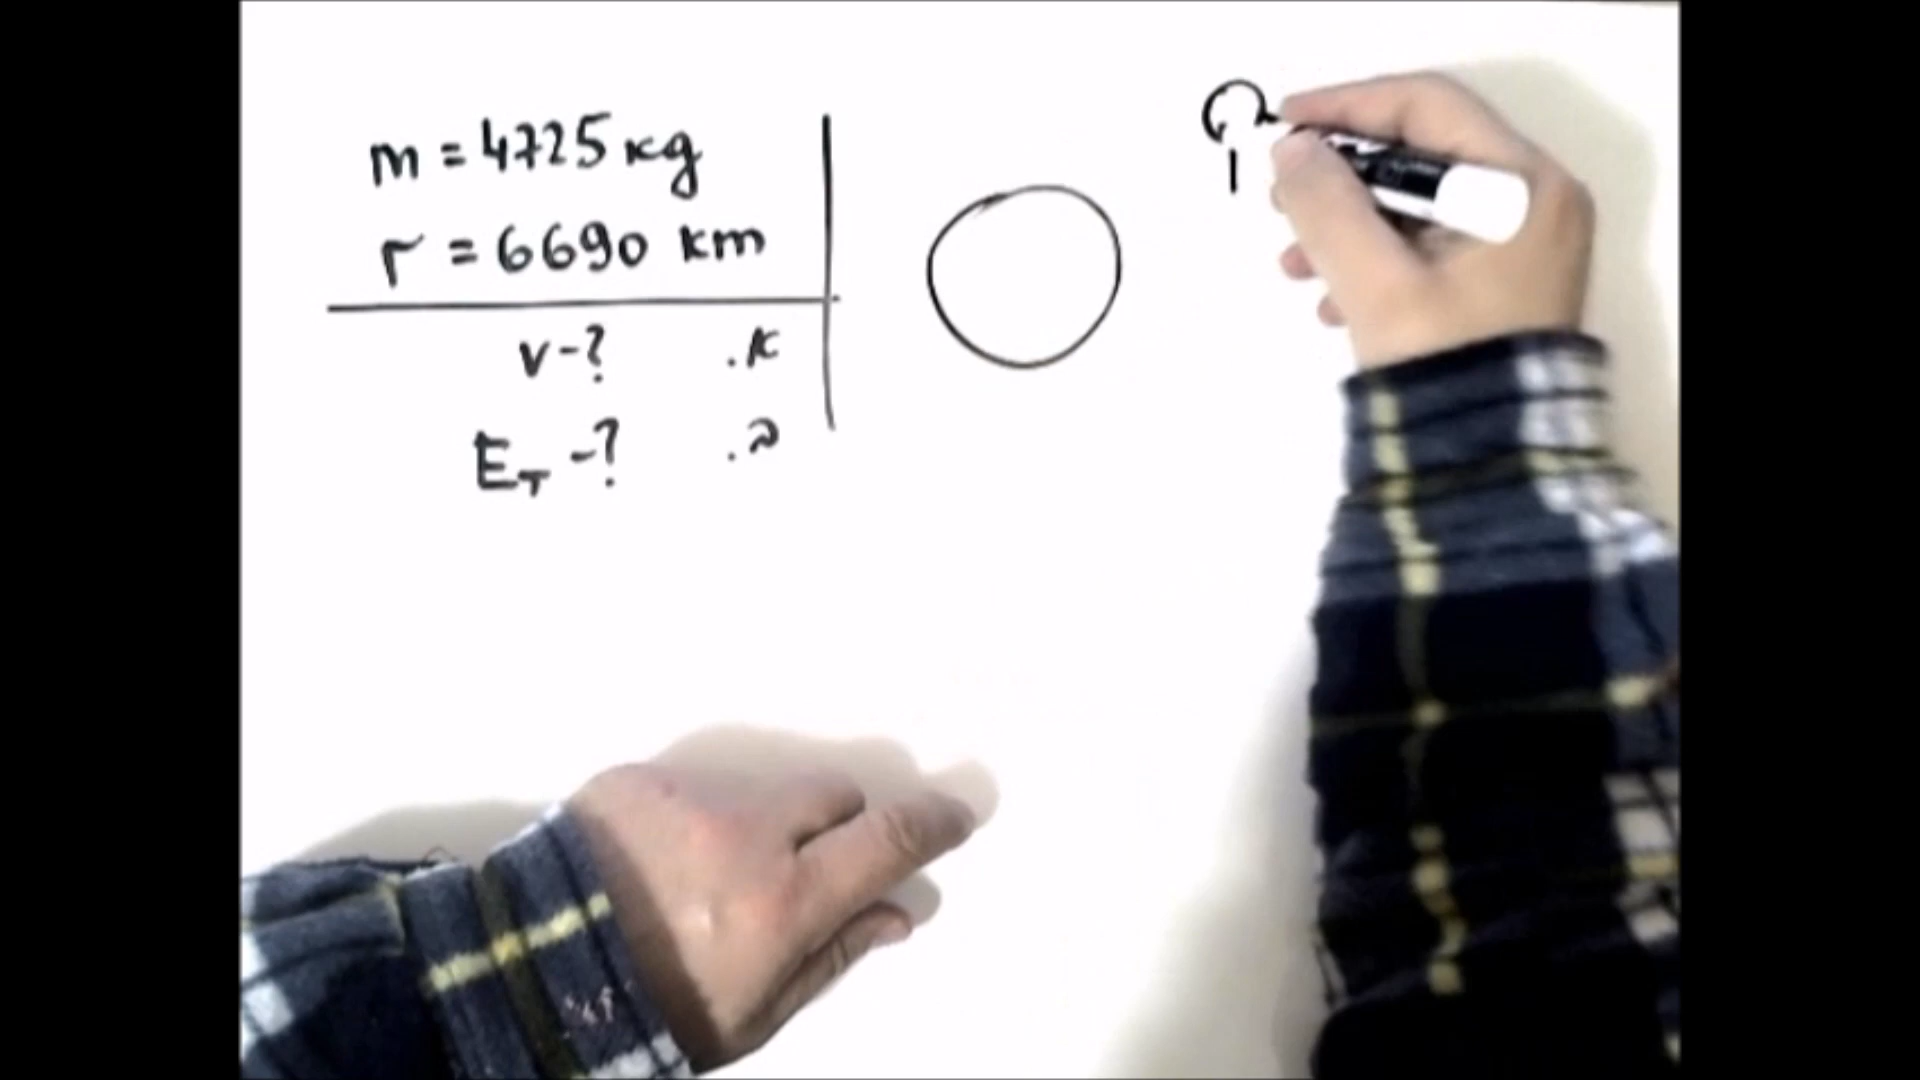 m = 4725 kg
r = 6690 km
v - ? .א
E_T - ? .ב